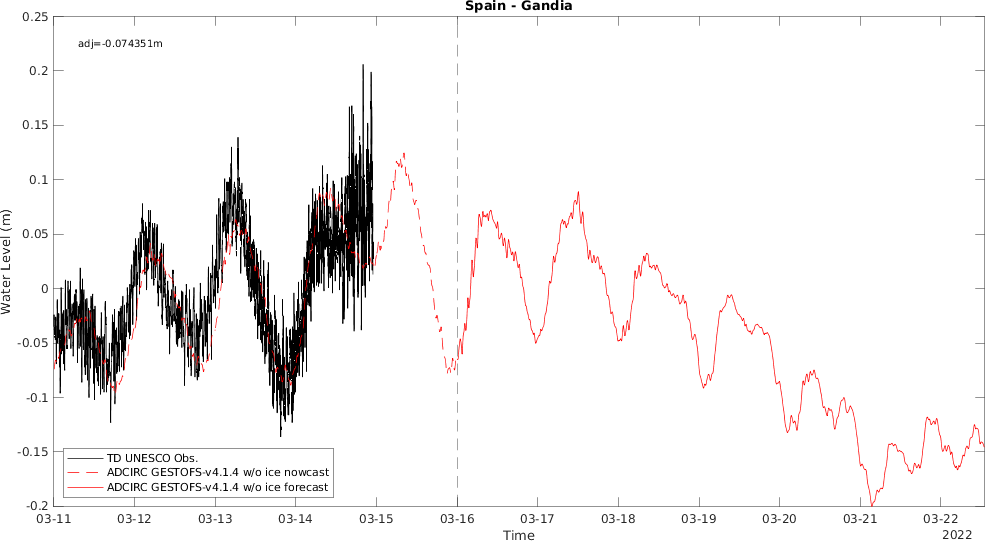 Spain - Gandia
adj=-0.074351m
Water Level (m)
0.25
0.2
0.15
0.1
0.05
0
-0.05
-0.1
-0.15
-0.2
TD UNESCO Obs.
ADCIRC GESTOFS-v4.1.4 w/o ice nowcast
ADCIRC GESTOFS-v4.1.4 w/o ice forecast
03-11 03-12 03-13 03-14 03-15 03-16 03-17 03-18 03-19 03-20 03-21 03-22
Time
2022